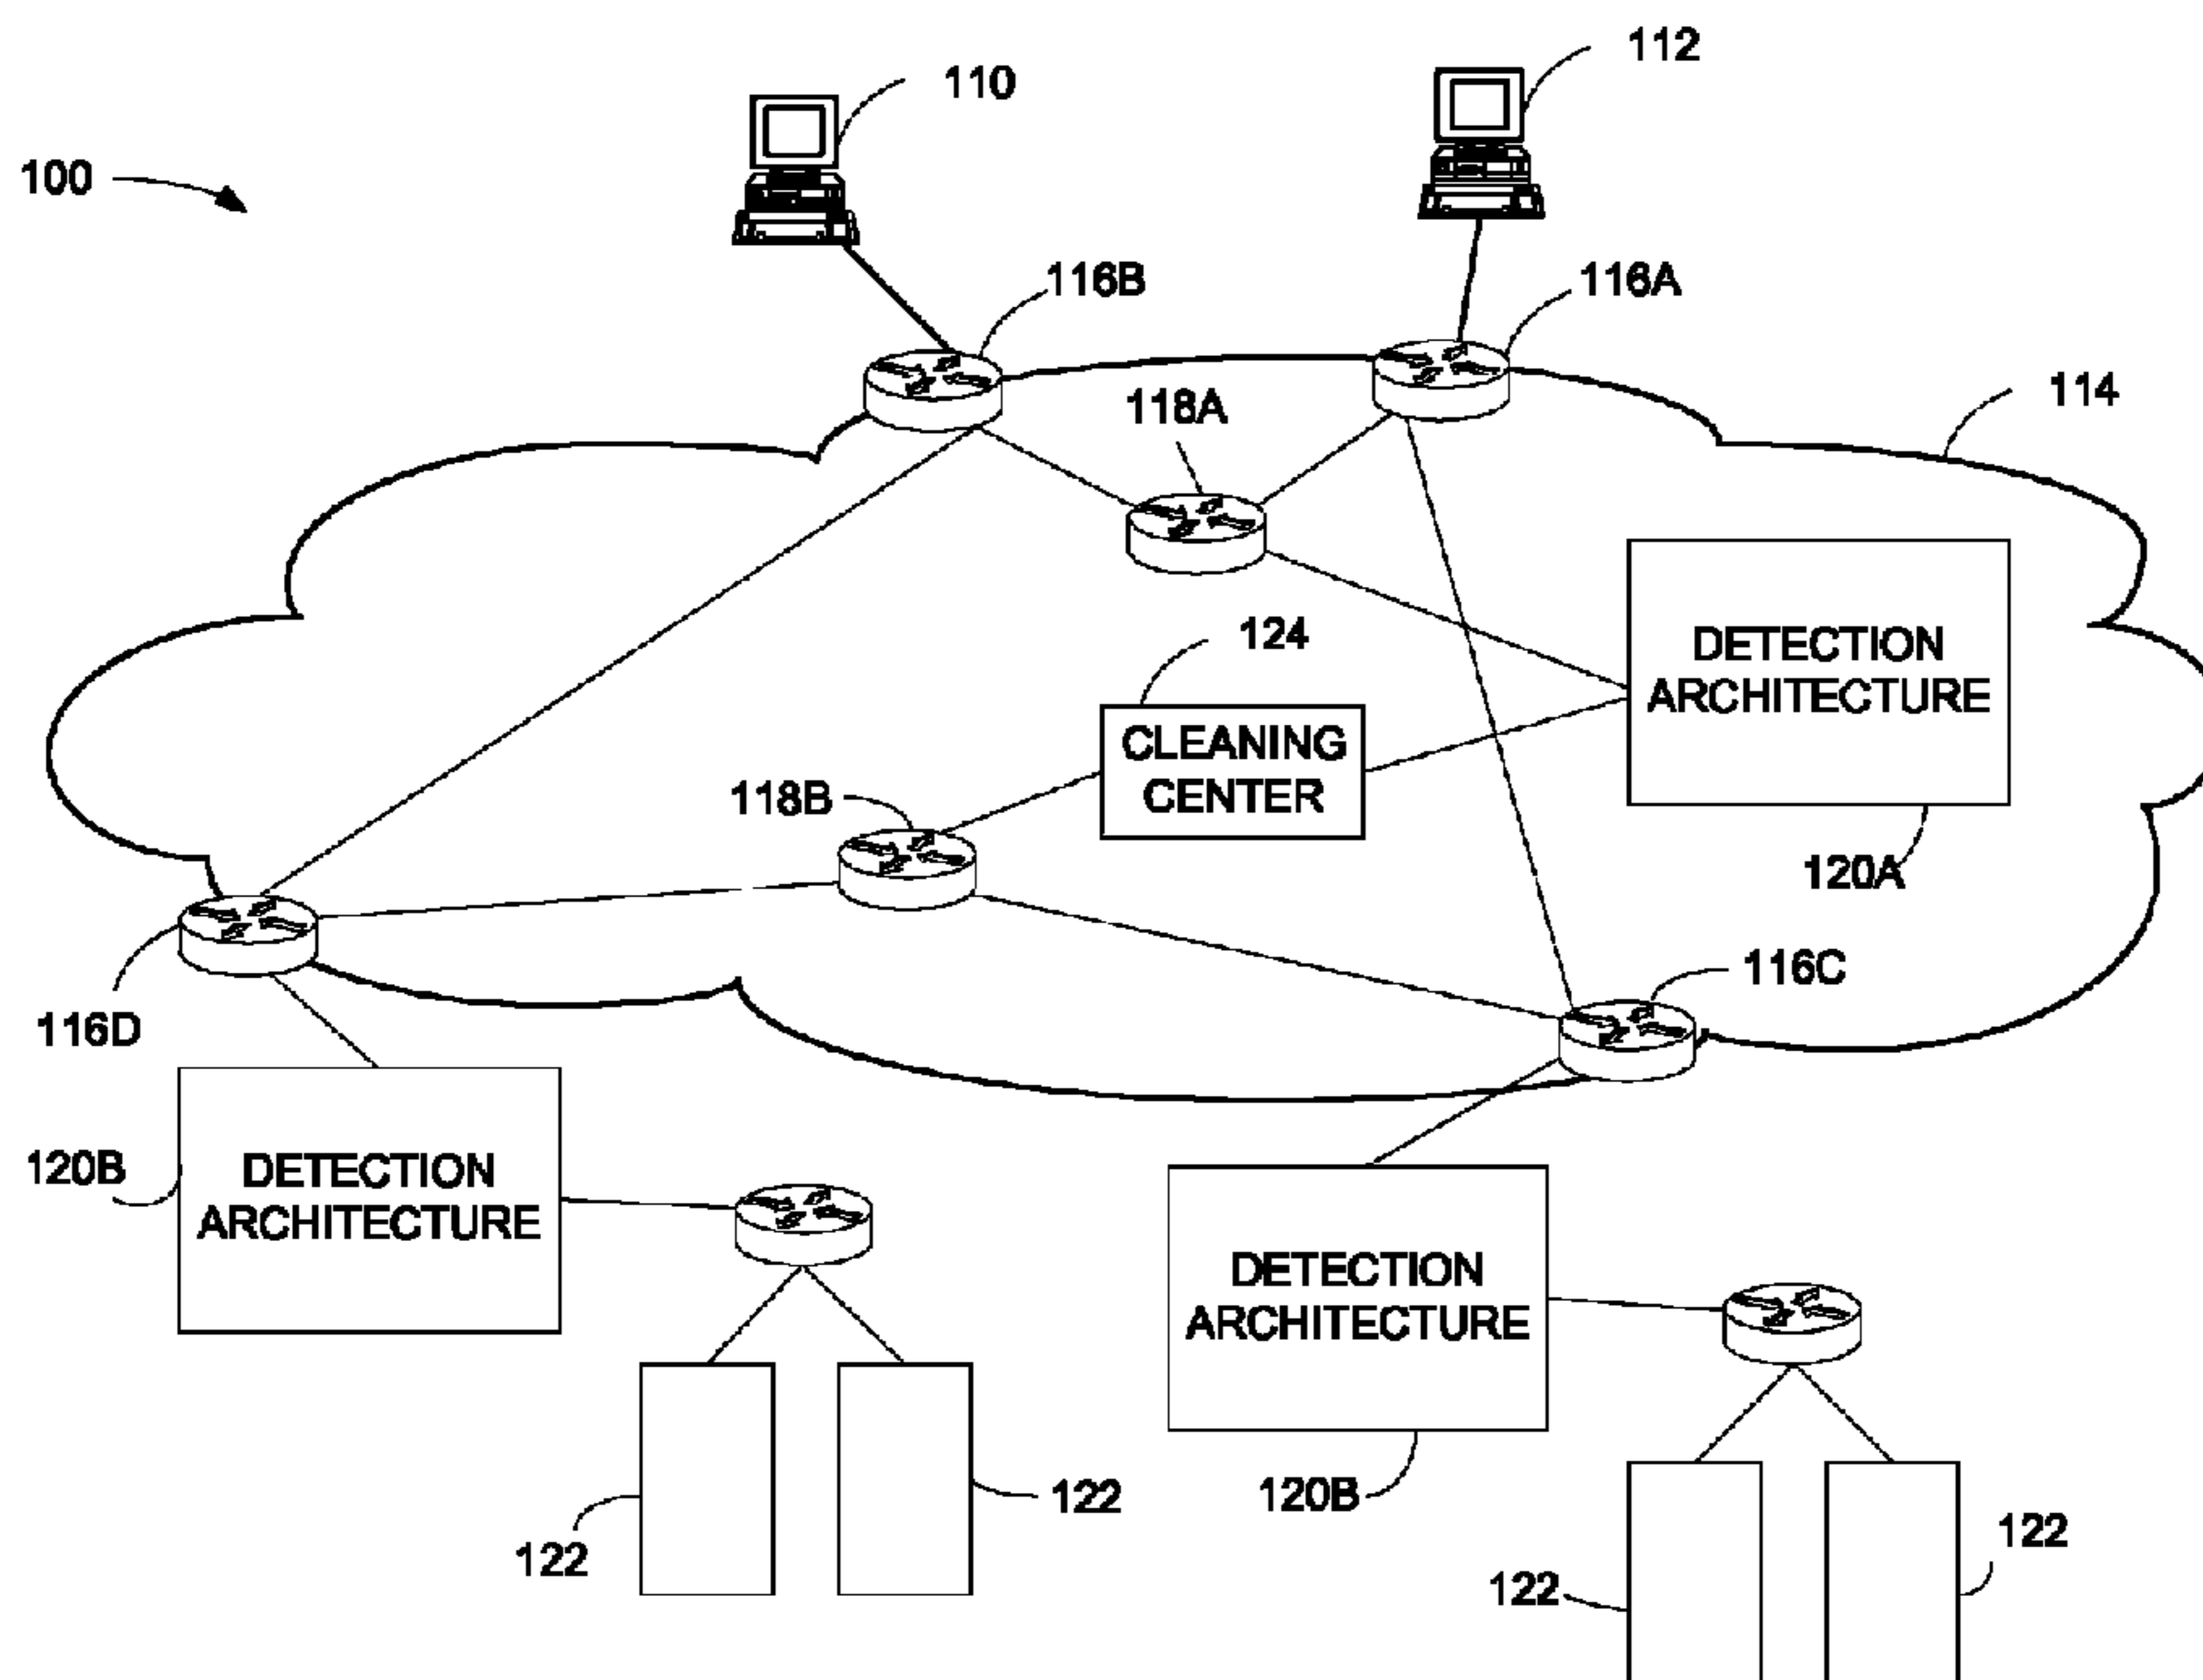 112
110
100
116B
116A
118A
114
124
DETECTION
ARCHITECTURE
CLEANING
CENTER
118B
120A
116C
116D
120B
DETECTION
ARCHITECTURE
DETECTION
ARCHITECTURE
120B
122
122
122
122